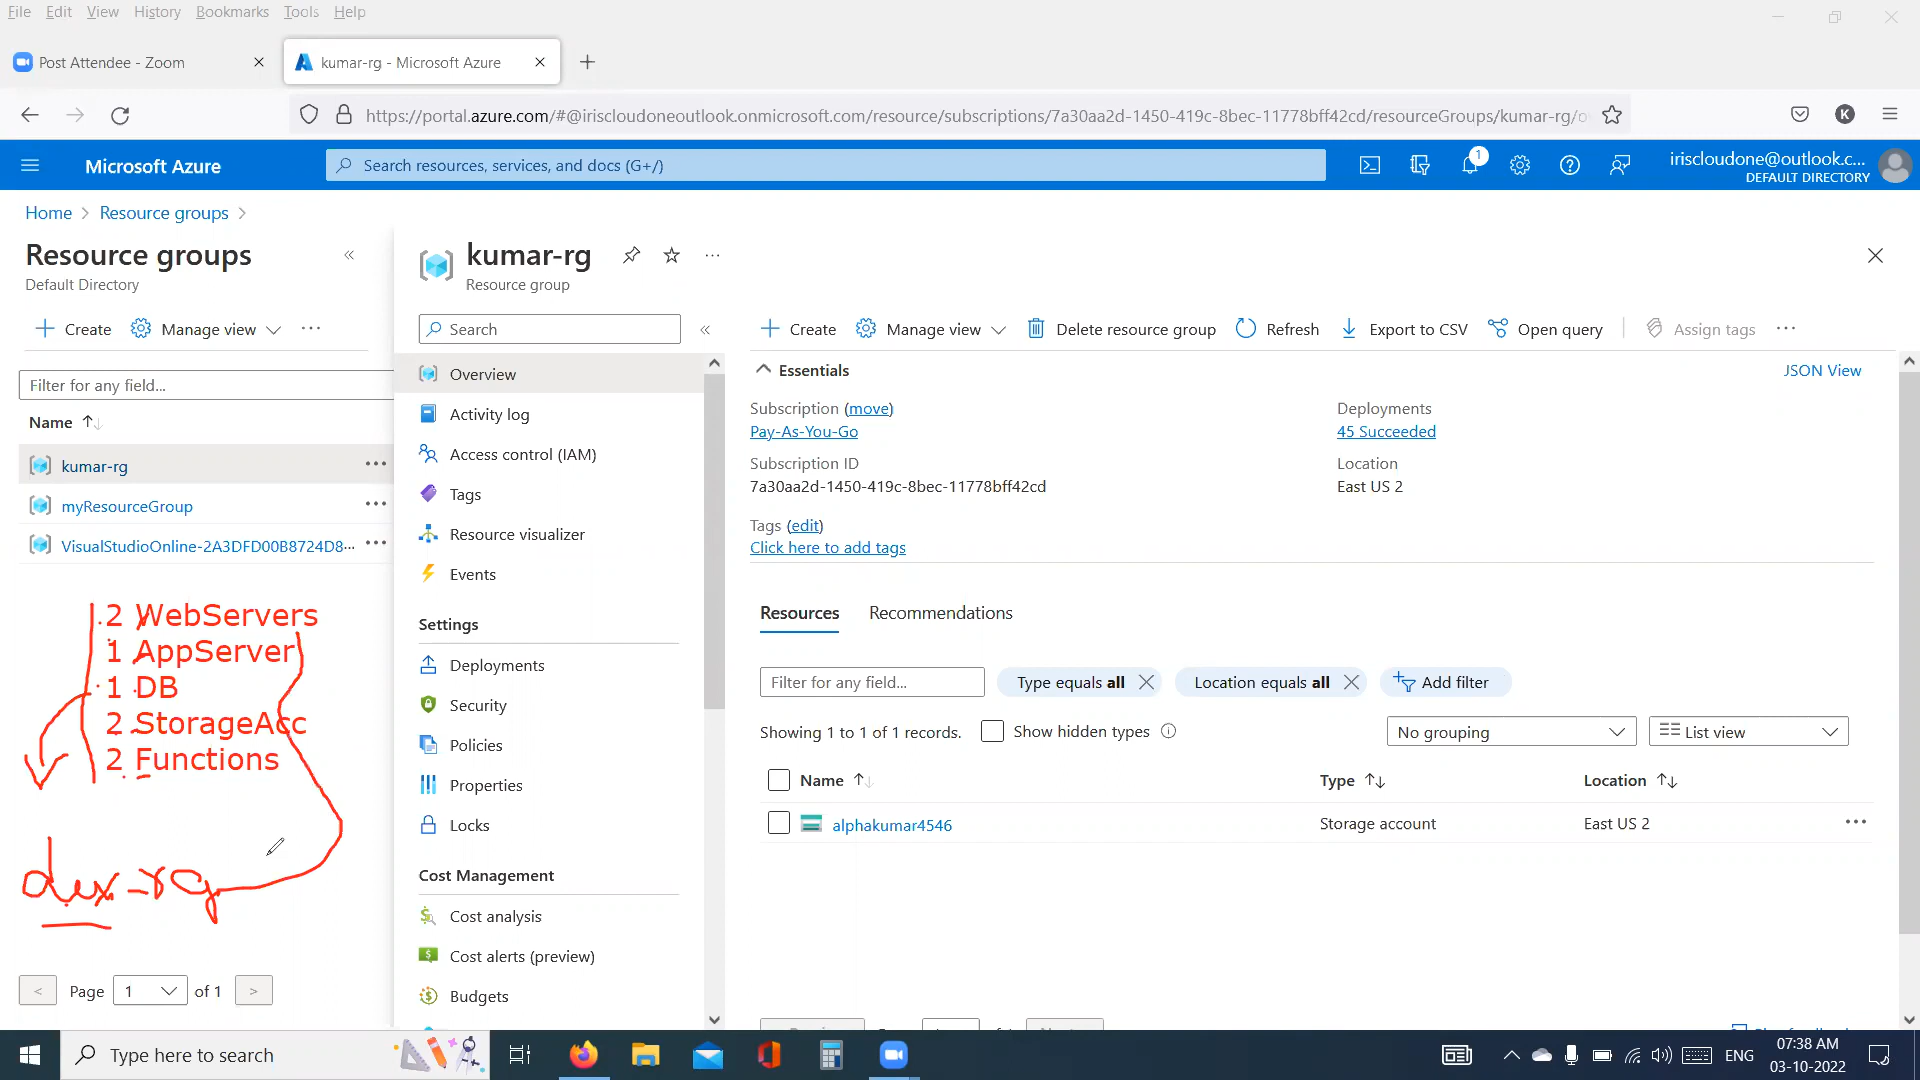 File Edit View History Bookmarks Tools Help
Post Attendee - Zoom
kumar-rg - Microsoft Azure
https://portal.azure.com/#@iriscloudoneoutlook.onmicrosoft.com/resource/subscriptions/7a30aa2d-1450-419c-8bec-11778bff42cd/resourceGroups/kumar-rg/o
K
Microsoft Azure
Search resources, services, and docs (G+/)
1
iriscloudone@outlook.c...
DEFAULT DIRECTORY
Home > Resource groups >
Resource groups
Default Directory
+ Create Manage view ...
Filter for any field...
Name
kumar-rg ...
myResourceGroup ...
VisualStudioOnline-2A3DFD00B8724D8... ...
2 WebServers
1 AppServer
1 DB
2 StorageAcc
2 Functions
dev-rg
< Page 1 of 1 >
kumar-rg ...
Resource group
Search
Overview
Activity log
Access control (IAM)
Tags
Resource visualizer
Events
Settings
Deployments
Security
Policies
Properties
Locks
Cost Management
Cost analysis
Cost alerts (preview)
Budgets
+ Create Manage view Delete resource group Refresh Export to CSV Open query Assign tags ...
Essentials
JSON View
Subscription (move)
Pay-As-You-Go
Subscription ID
7a30aa2d-1450-419c-8bec-11778bff42cd
Tags (edit)
Click here to add tags
Deployments
45 Succeeded
Location
East US 2
Resources Recommendations
Filter for any field... Type equals all Location equals all Add filter
Showing 1 to 1 of 1 records. Show hidden types No grouping List view
Name Type Location
alphakumar4546 Storage account East US 2 ...
Type here to search
ENG
07:38 AM
03-10-2022